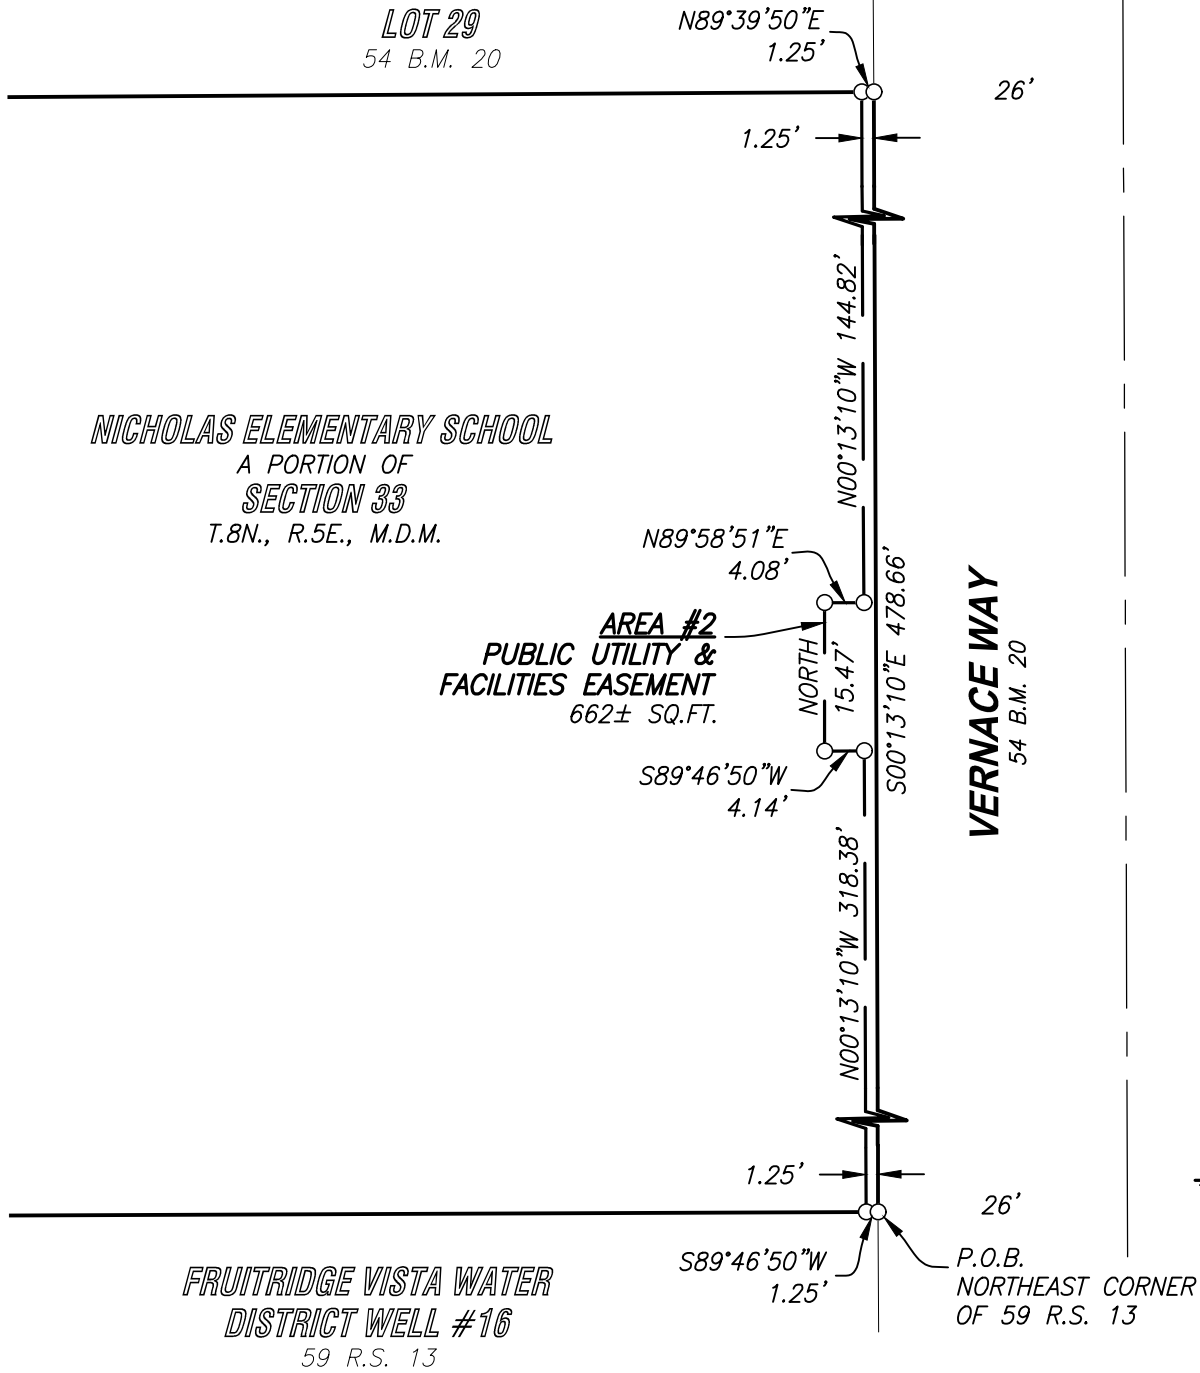 LOT 29
54 B.M. 20
N89°39'50"E
1.25'
26'
1.25'
N00°13'10"W 144.82'
NICHOLAS ELEMENTARY SCHOOL
A PORTION OF
SECTION 33
T.8N., R.5E., M.D.M.
N89°58'51"E
4.08'
AREA #2
PUBLIC UTILITY &
FACILITIES EASEMENT
662± SQ.FT.
NORTH
15.47'
S00°13'10"E 478.66'
VERNACE WAY
54 B.M. 20
S89°46'50"W
4.14'
N00°13'10"W 318.38'
1.25'
26'
S89°46'50"W
1.25'
P.O.B.
NORTHEAST CORNER
OF 59 R.S. 13
FRUITRIDGE VISTA WATER
DISTRICT WELL #16
59 R.S. 13